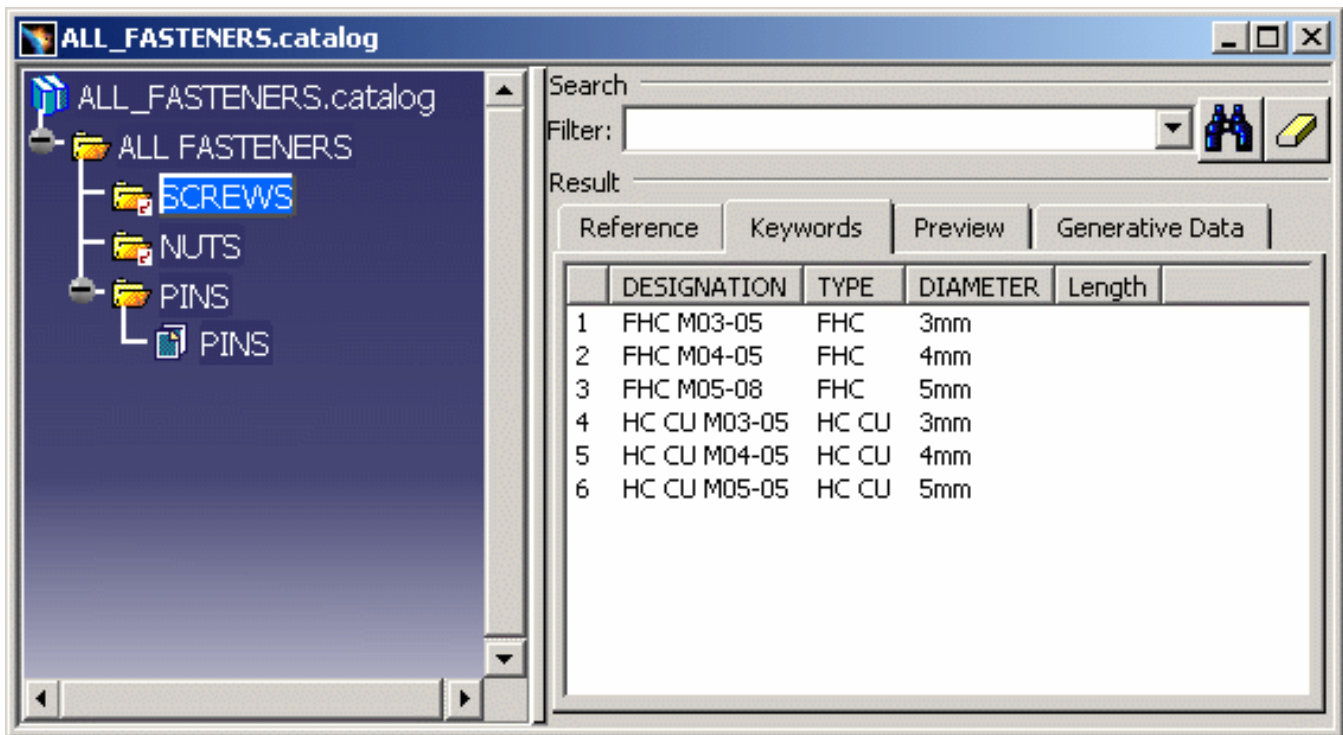 ALL_FASTENERS.catalog
ALL_FASTENERS.catalog
ALL FASTENERS
SCREWS
NUTS
PINS
PINS
Search
Filter:
Result
Reference Keywords Preview Generative Data
DESIGNATION TYPE DIAMETER Length
1 FHC M03-05 FHC 3mm
2 FHC M04-05 FHC 4mm
3 FHC M05-08 FHC 5mm
4 HC CU M03-05 HC CU 3mm
5 HC CU M04-05 HC CU 4mm
6 HC CU M05-05 HC CU 5mm